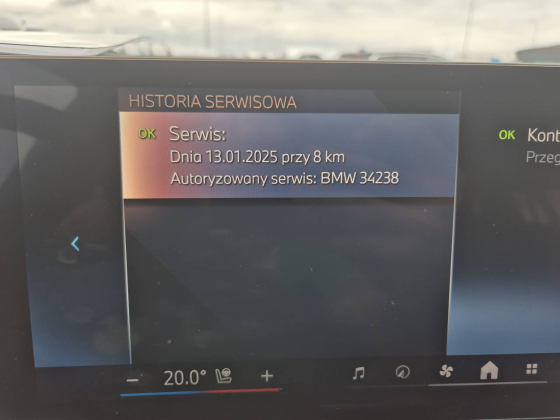 HISTORIA SERWISOWA
OK Serwis:
Dnia 13.01.2025 przy 8 km
Autoryzowany serwis: BMW 34238
OK Kont
Przeg
− 20.0° +